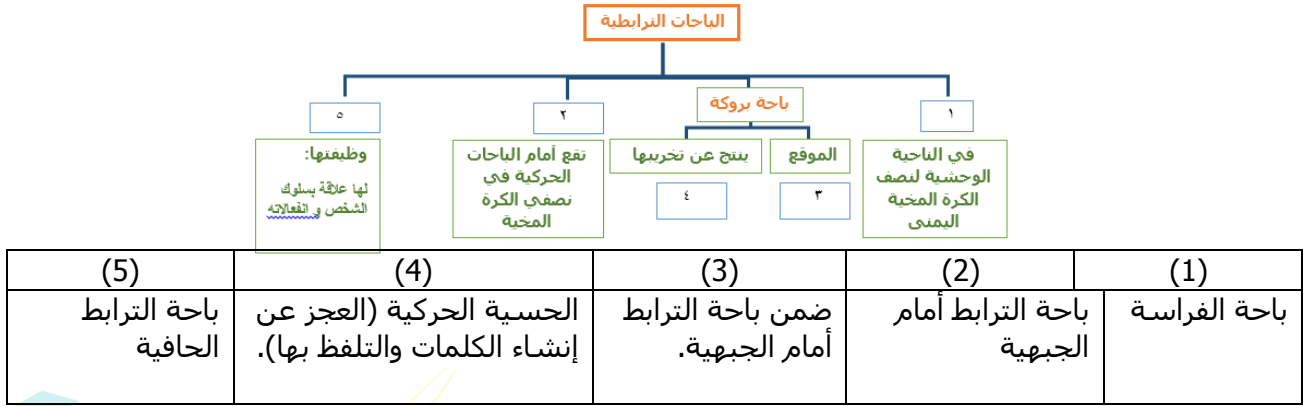 الباحات الترابطية
باحة بروكة
١
٢
٥
في الناحية
الوحشية لنصف
الكرة المخية
اليمنى
الموقع
٣
ينتج عن تخريبها
٤
تقع أمام الباحات
الحركية في
نصفي الكرة
المخية
وظيفتها:
لها علاقة بسلوك
الشخص و انفعالاته
(1)
(2)
(3)
(4)
(5)
باحة الفراسة
باحة الترابط أمام
الجبهية
ضمن باحة الترابط
أمام الجبهية.
الحسية الحركية (العجز عن
إنشاء الكلمات والتلفظ بها).
باحة الترابط
الحافية